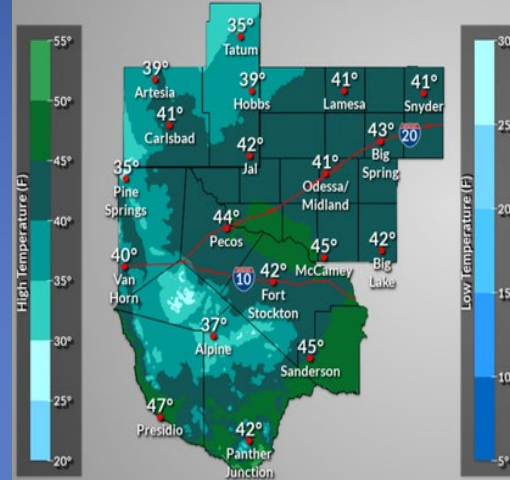 55°
50°
45°
40°
35°
30°
25°
20°
High Temperature (F)
35°
Tatum
39°
Artesia
39°
Hobbs
41°
Lamesa
41°
Snyder
41°
Carlsbad
42°
Jal
43°
Big
Spring
20
41°
Odessa/
Midland
35°
Pine
Springs
44°
Pecos
45°
McCamey
42°
Big
Lake
40°
Van
Horn
10
42°
Fort
Stockton
37°
Alpine
45°
Sanderson
47°
Presidio
42°
Panther
Junction
30
25°
20°
15°
10°
5°
Low Temperature (F)